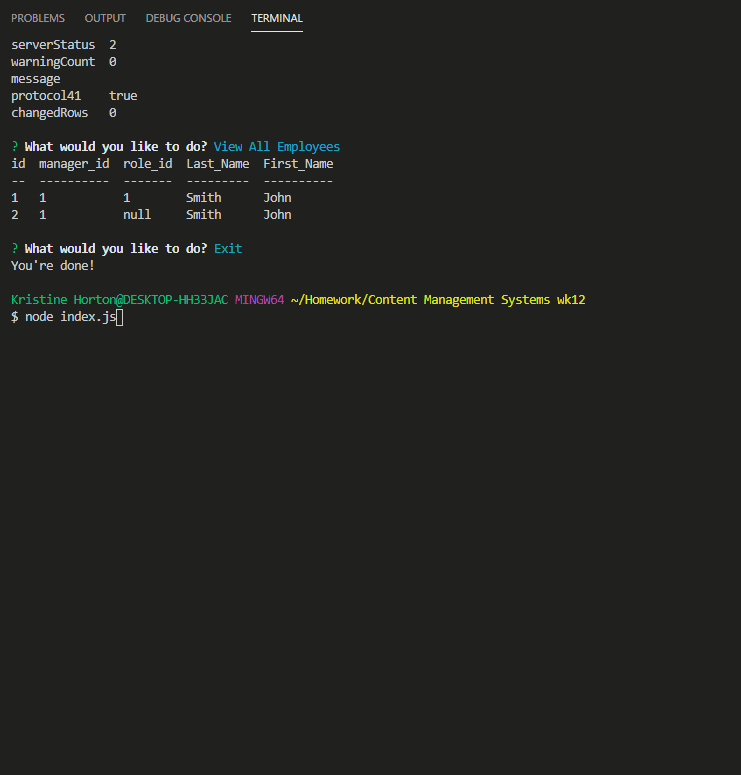 PROBLEMS OUTPUT DEBUG CONSOLE TERMINAL
serverStatus 2
warningCount 0
message
protocol41 true
changedRows 0
? What would you like to do? View All Employees
id manager_id role_id Last_Name First_Name
-- ---------- ------- --------- ----------
1 1 1 Smith John
2 1 null Smith John
? What would you like to do? Exit
You're done!
Kristine Horton@DESKTOP-HH33JAC MINGW64 ~/Homework/Content Management Systems wk12
$ node index.js